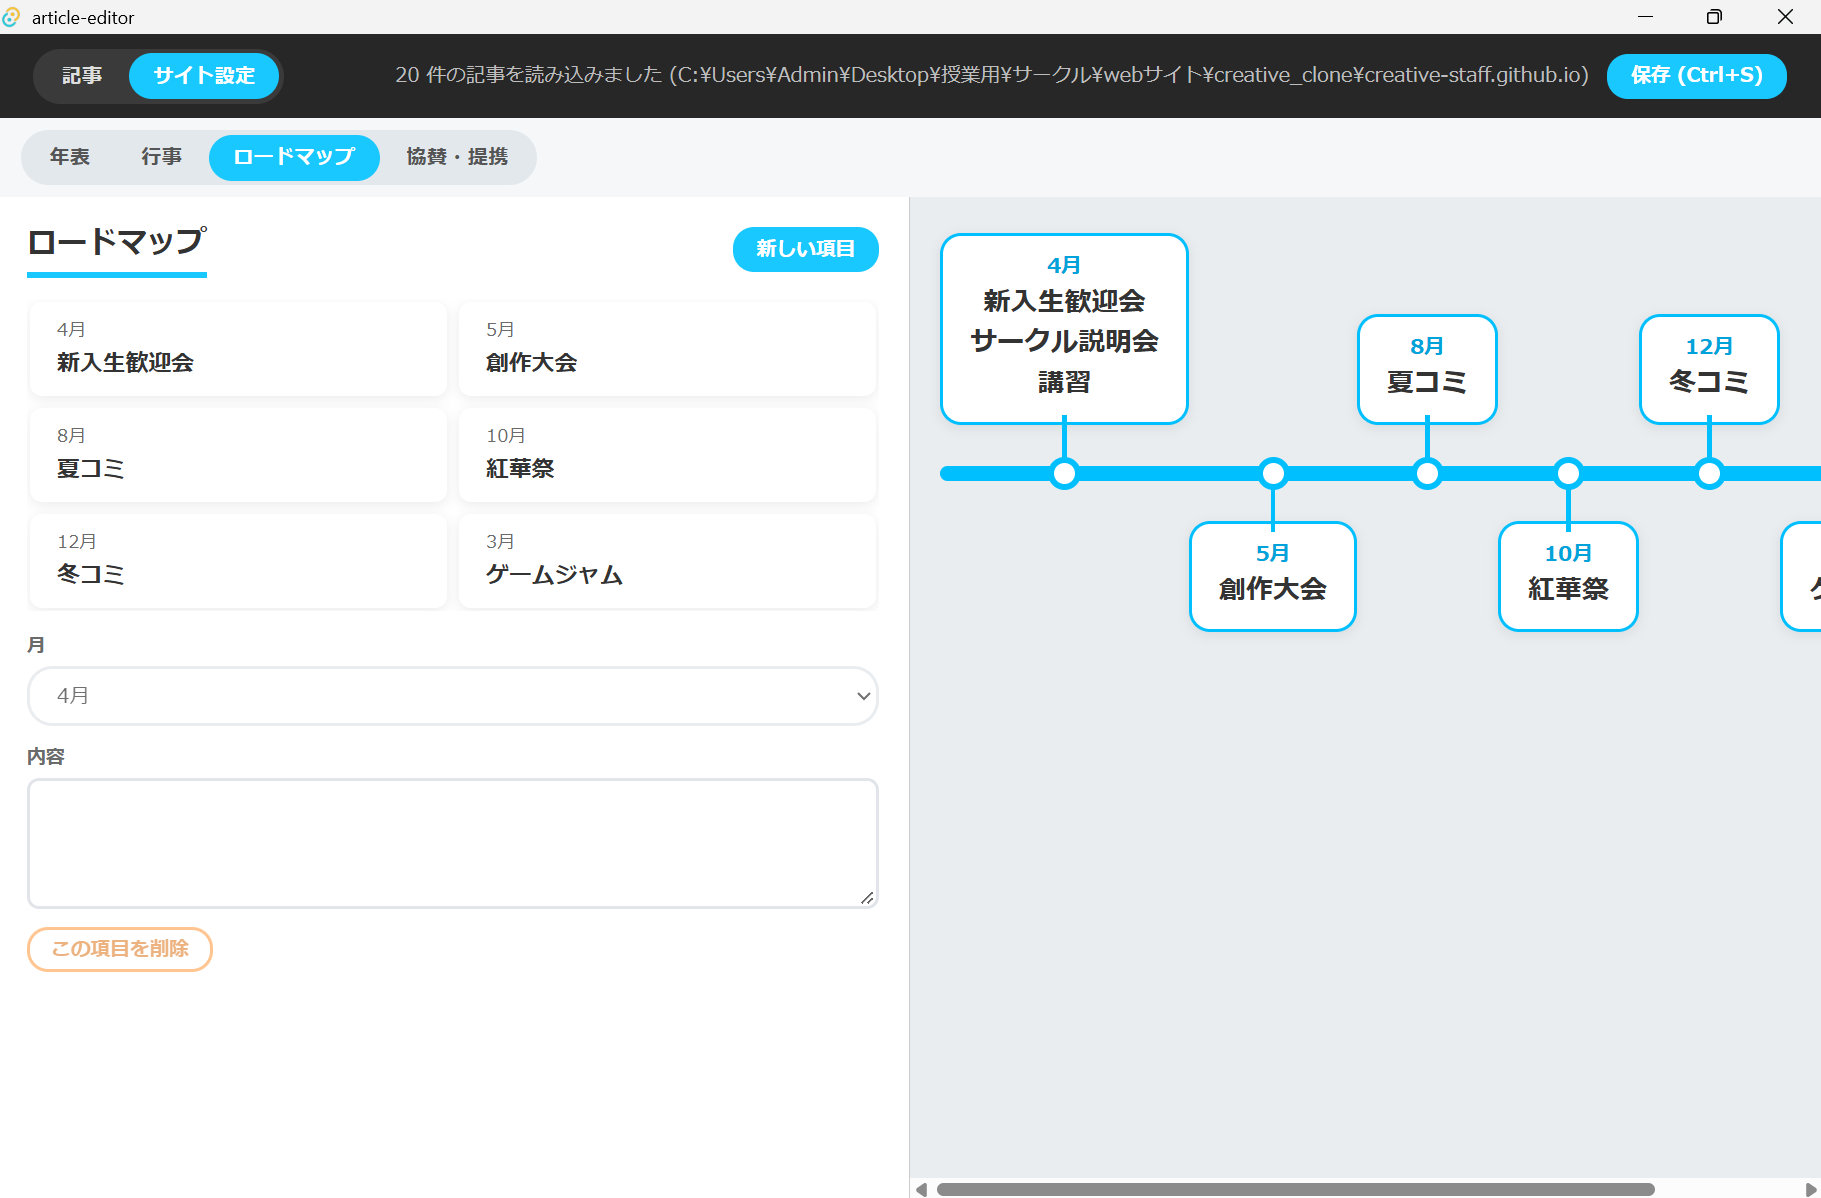 article-editor
記事
サイト設定
20 件の記事を読み込みました (C:¥Users¥Admin¥Desktop¥授業用¥サークル¥webサイト¥creative_clone¥creative-staff.github.io)
保存 (Ctrl+S)
年表
行事
ロードマップ
協賛・提携
ロードマップ
新しい項目
4月
新入生歓迎会
5月
創作大会
8月
夏コミ
10月
紅華祭
12月
冬コミ
3月
ゲームジャム
月
4月
内容
この項目を削除
4月
新入生歓迎会
サークル説明会
講習
8月
夏コミ
12月
冬コミ
5月
創作大会
10月
紅華祭